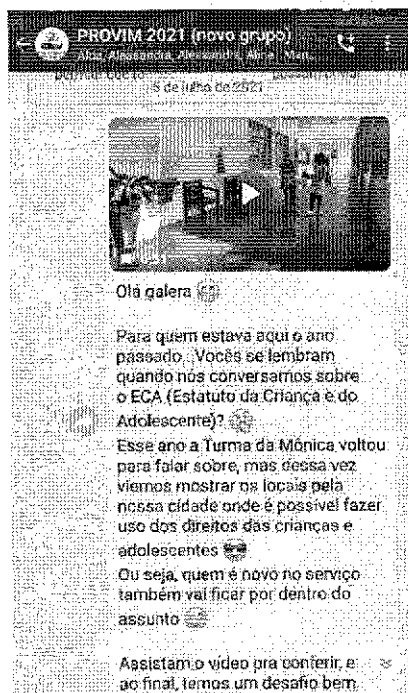 PROVIM 2021 (novo grupo)
Alda, Alessandra, Alexsandra, Aline
5 de julho de 2021
Olá galera
Para quem estava aqui o ano
passado.. Vocês se lembram
quando nós conversamos sobre
o ECA (Estatuto da Criança e do
Adolescente)?
Esse ano a Turma da Mônica voltou
para falar sobre, mas dessa vez
viemos mostrar os locais pela
nossa cidade onde é possível fazer
uso dos direitos das crianças e
adolescentes
Ou seja, quem é novo no serviço
também vai ficar por dentro do
assunto
Assistam o vídeo pra conferir, e
ao final, temos um desafio bem